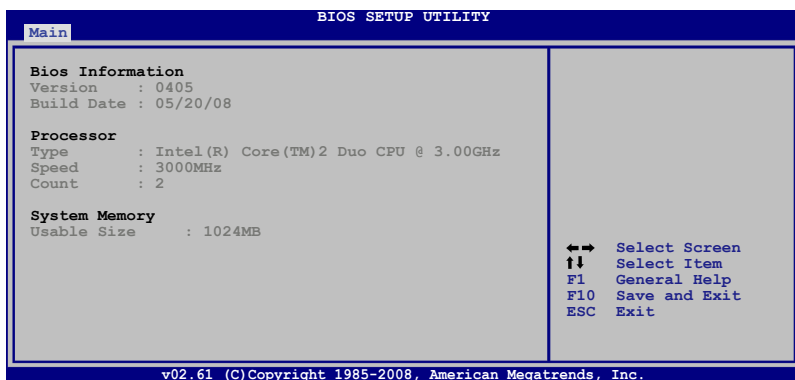 BIOS SETUP UTILITY
Main
Bios Information
Version : 0405
Build Date : 05/20/08
Processor
Type : Intel(R) Core(TM)2 Duo CPU @ 3.00GHz
Speed : 3000MHz
Count : 2
System Memory
Usable Size : 1024MB
←→ Select Screen
↑↓ Select Item
F1 General Help
F10 Save and Exit
ESC Exit
v02.61 (C)Copyright 1985-2008, American Megatrends, Inc.